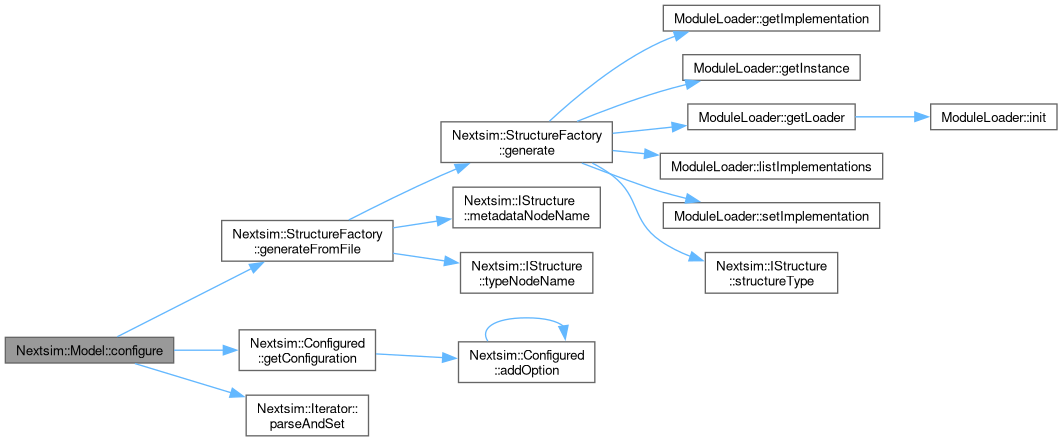 ModuleLoader::getImplementation
ModuleLoader::getInstance
ModuleLoader::getLoader
ModuleLoader::init
Nextsim::StructureFactory
::generate
ModuleLoader::listImplementations
Nextsim::IStructure
::metadataNodeName
ModuleLoader::setImplementation
Nextsim::StructureFactory
::generateFromFile
Nextsim::IStructure
::typeNodeName
Nextsim::IStructure
::structureType
Nextsim::Model::configure
Nextsim::Configured
::getConfiguration
Nextsim::Configured
::addOption
Nextsim::Iterator::
parseAndSet